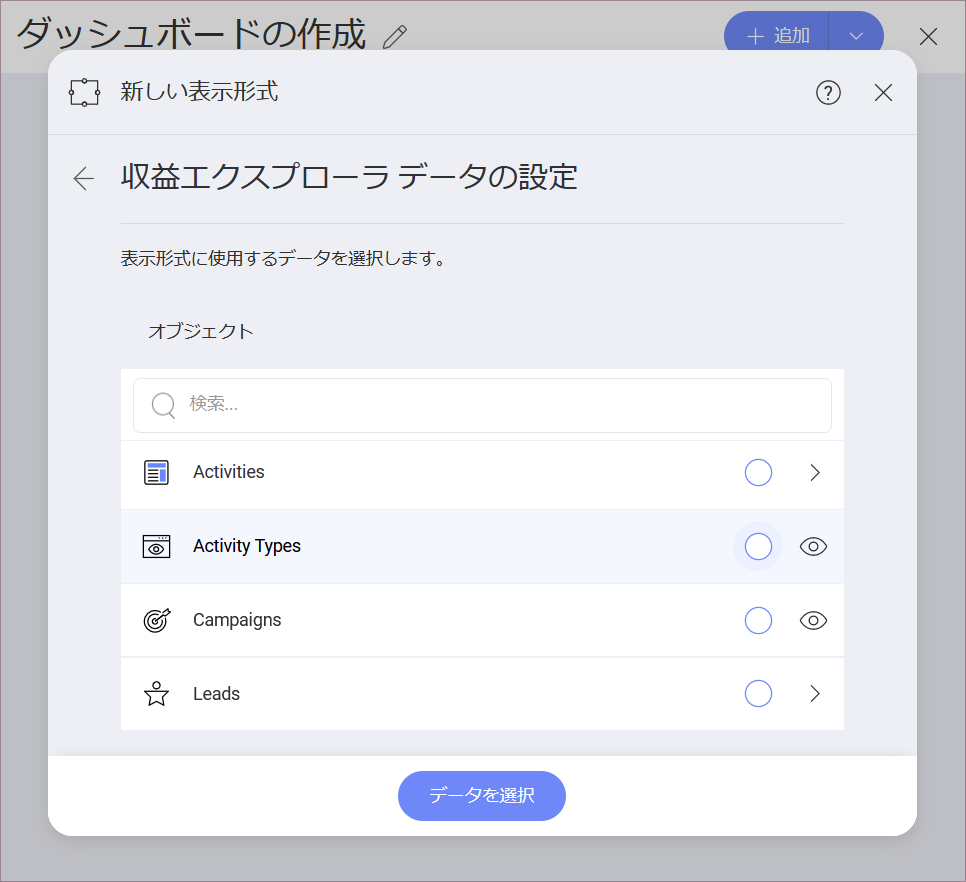 ダッシュボードの作成
追加
新しい表示形式
収益エクスプローラ データの設定
表示形式に使用するデータを選択します。
オブジェクト
検索...
Activities
Activity Types
Campaigns
Leads
データを選択